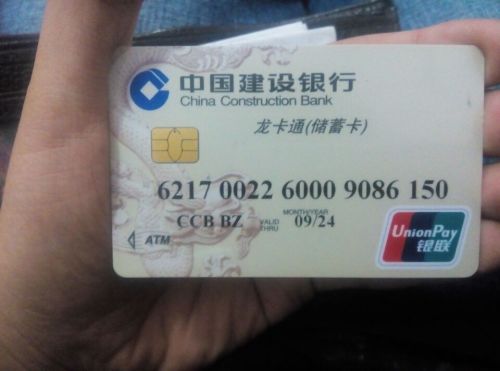 中国建设银行
China Construction Bank
龙卡通(储蓄卡)
6217 0022 6000 9086 150
CCB BZ VALID THRU MONTH/YEAR 09/24
ATM
UnionPay
银联